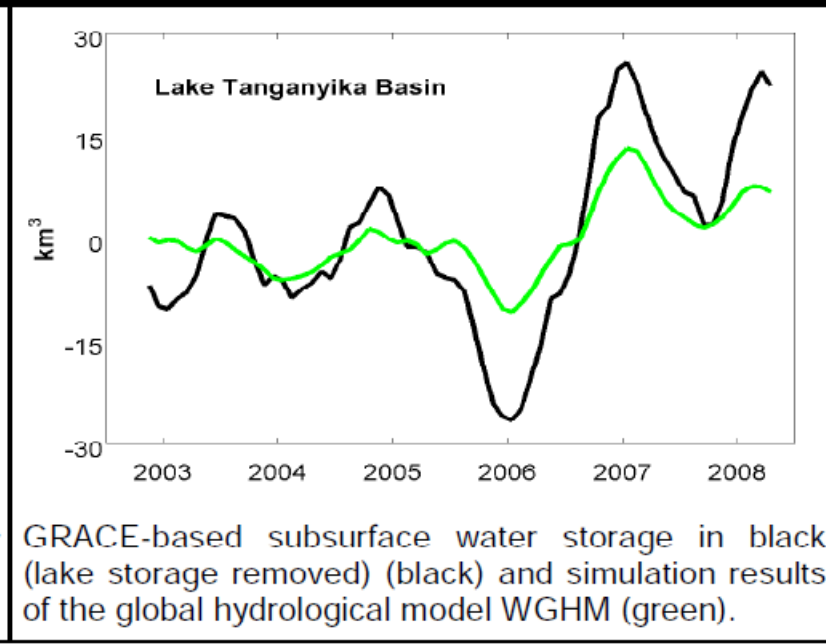 30
Lake Tanganyika Basin
15
km³
0
-15
-30
2003 2004 2005 2006 2007 2008
GRACE-based subsurface water storage in black
(lake storage removed) (black) and simulation results
of the global hydrological model WGHM (green).